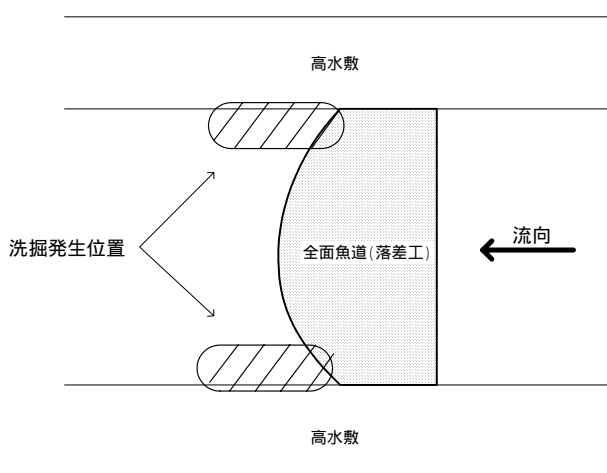 高水敷
洗掘発生位置
全面魚道(落差工)
流向
高水敷